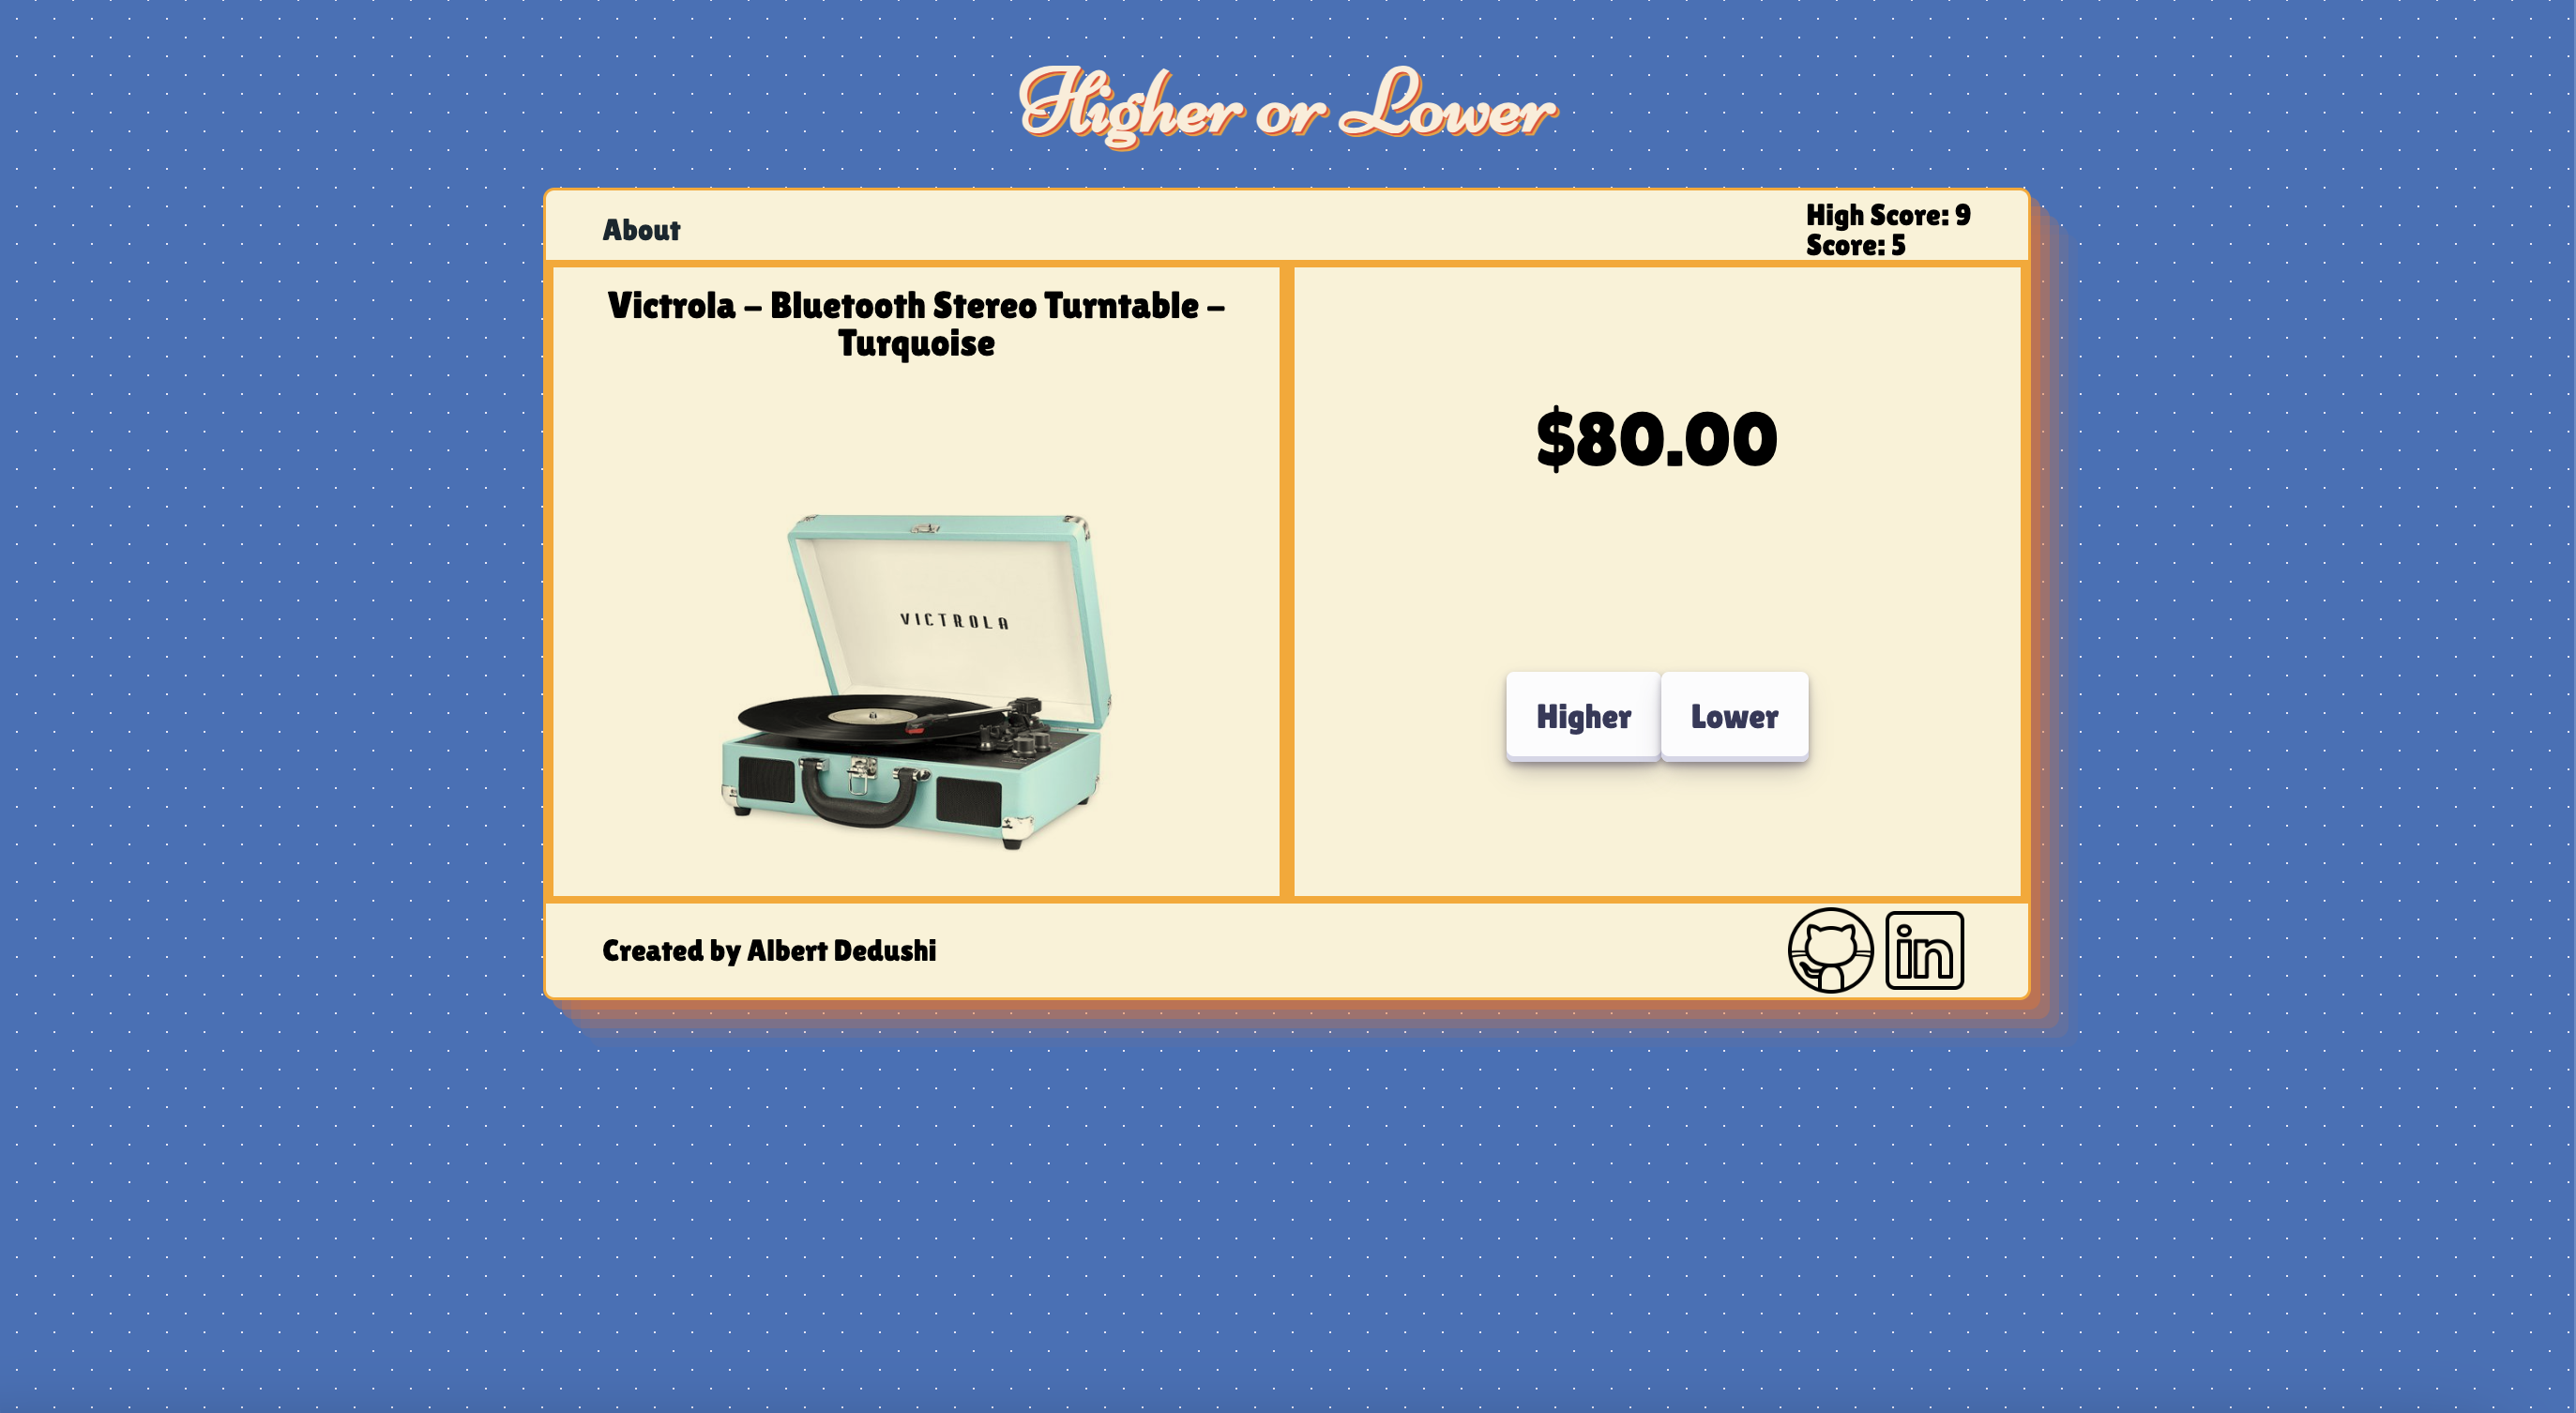 Higher or Lower
About
High Score: 9
Score: 5
Victrola – Bluetooth Stereo Turntable –
Turquoise
VICTROLA
$80.00
Higher
Lower
Created by Albert Dedushi
in